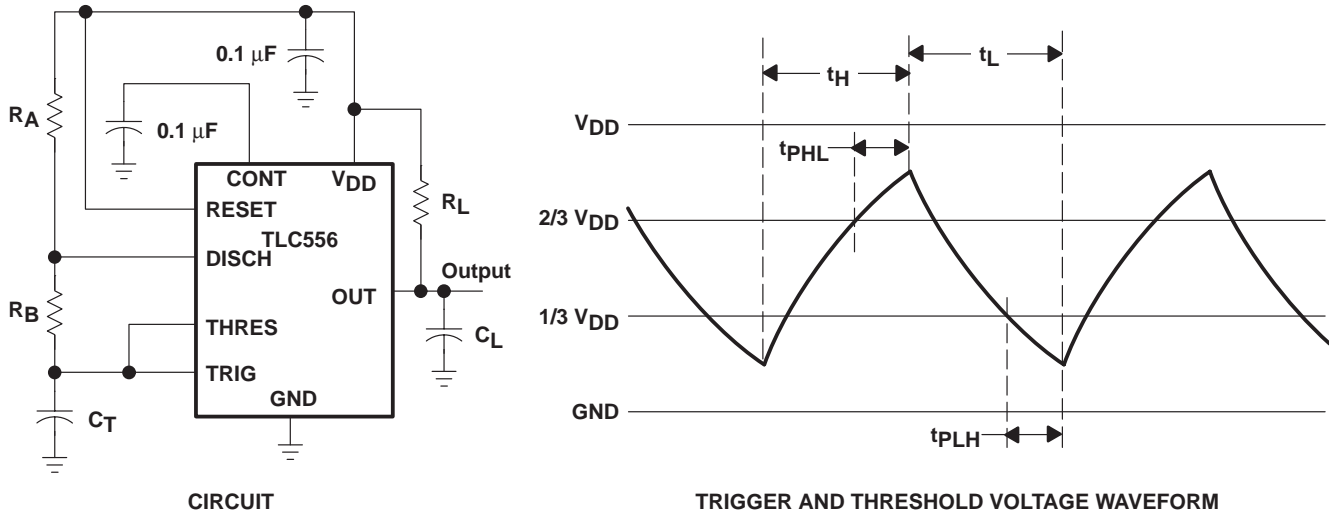 0.1 μF
0.1 μF
RA
CONT
VDD
RL
RESET
TLC556
DISCH
Output
RB
OUT
THRES
CL
TRIG
GND
CT
CIRCUIT
tH
tL
VDD
tPHL
2/3 VDD
1/3 VDD
GND
tPLH
TRIGGER AND THRESHOLD VOLTAGE WAVEFORM